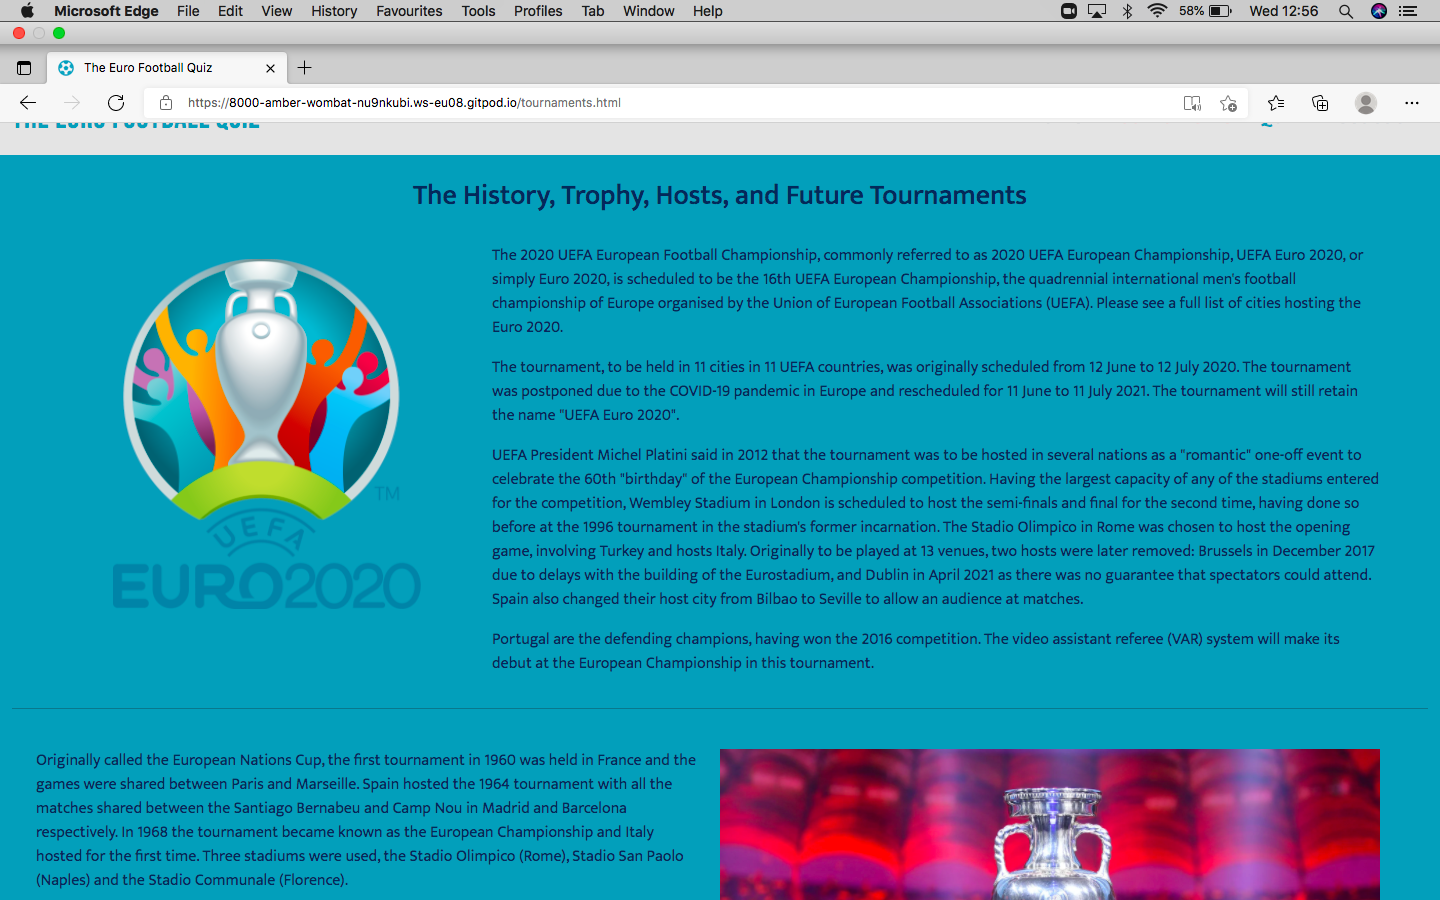 Microsoft Edge File Edit View History Favourites Tools Profiles Tab Window Help 58% Wed 12:56
The Euro Football Quiz
https://8000-amber-wombat-nu9nkubi.ws-eu08.gitpod.io/tournaments.html
THE EURO FOOTBALL QUIZ
The History, Trophy, Hosts, and Future Tournaments
The 2020 UEFA European Football Championship, commonly referred to as 2020 UEFA European Championship, UEFA Euro 2020, or
simply Euro 2020, is scheduled to be the 16th UEFA European Championship, the quadrennial international men's football
championship of Europe organised by the Union of European Football Associations (UEFA). Please see a full list of cities hosting the
Euro 2020.
The tournament, to be held in 11 cities in 11 UEFA countries, was originally scheduled from 12 June to 12 July 2020. The tournament
was postponed due to the COVID-19 pandemic in Europe and rescheduled for 11 June to 11 July 2021. The tournament will still retain
the name "UEFA Euro 2020".
UEFA President Michel Platini said in 2012 that the tournament was to be hosted in several nations as a "romantic" one-off event to
celebrate the 60th "birthday" of the European Championship competition. Having the largest capacity of any of the stadiums entered
for the competition, Wembley Stadium in London is scheduled to host the semi-finals and final for the second time, having done so
before at the 1996 tournament in the stadium's former incarnation. The Stadio Olimpico in Rome was chosen to host the opening
game, involving Turkey and hosts Italy. Originally to be played at 13 venues, two hosts were later removed: Brussels in December 2017
due to delays with the building of the Eurostadium, and Dublin in April 2021 as there was no guarantee that spectators could attend.
Spain also changed their host city from Bilbao to Seville to allow an audience at matches.
Portugal are the defending champions, having won the 2016 competition. The video assistant referee (VAR) system will make its
debut at the European Championship in this tournament.
TM
UEFA
EURO2020
Originally called the European Nations Cup, the first tournament in 1960 was held in France and the
games were shared between Paris and Marseille. Spain hosted the 1964 tournament with all the
matches shared between the Santiago Bernabeu and Camp Nou in Madrid and Barcelona
respectively. In 1968 the tournament became known as the European Championship and Italy
hosted for the first time. Three stadiums were used, the Stadio Olimpico (Rome), Stadio San Paolo
(Naples) and the Stadio Communale (Florence).